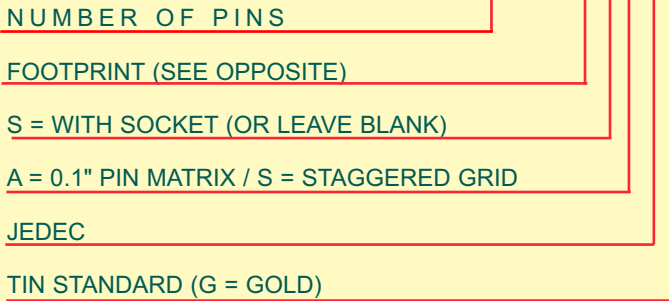 NUMBER OF PINS
FOOTPRINT (SEE OPPOSITE)
S = WITH SOCKET (OR LEAVE BLANK)
A = 0.1" PIN MATRIX / S = STAGGERED GRID
JEDEC
TIN STANDARD (G = GOLD)